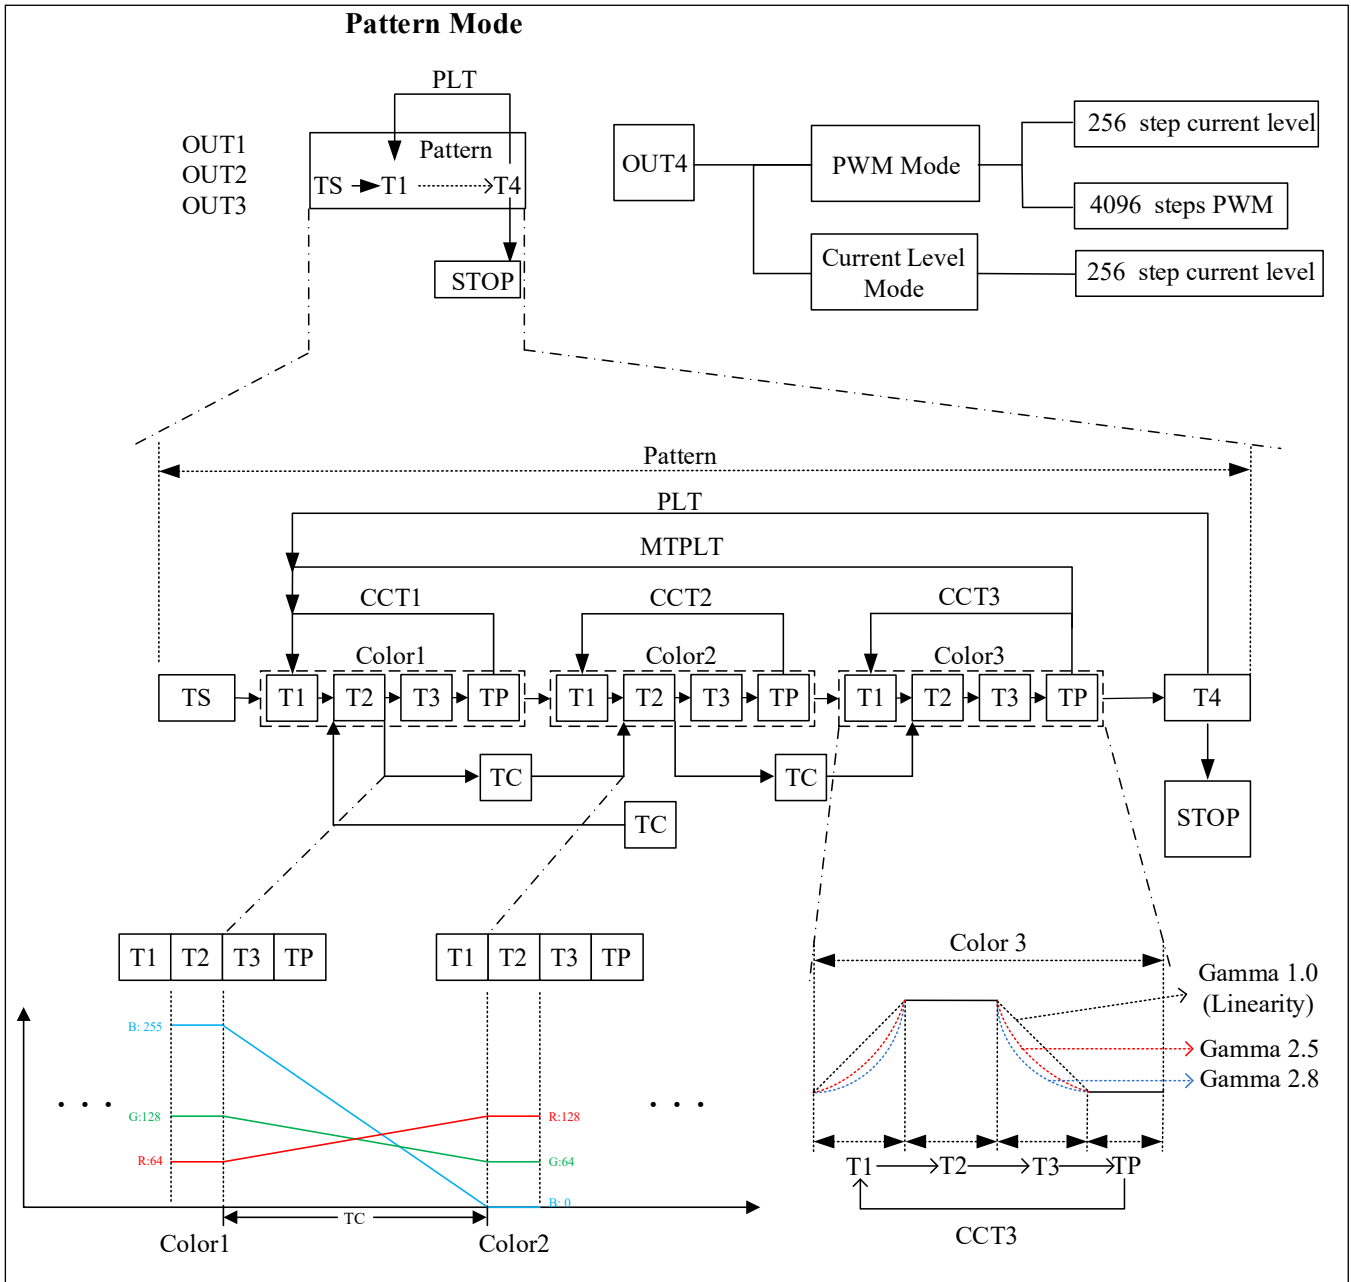 Pattern Mode
PLT
OUT1
OUT2
OUT3
Pattern
TS T1 T4
STOP
OUT4
PWM Mode
256 step current level
4096 steps PWM
Current Level
Mode
256 step current level
Pattern
PLT
MTPLT
CCT1 CCT2 CCT3
Color1 Color2 Color3
TS T1 T2 T3 TP T1 T2 T3 TP T1 T2 T3 TP T4
TC TC
TC
STOP
T1 T2 T3 TP
T1 T2 T3 TP
B: 255
G:128
R:64
R:128
G:64
B: 0
. . .
. . .
TC
Color1 Color2
Color 3
Gamma 1.0
(Linearity)
Gamma 2.5
Gamma 2.8
T1 T2 T3 TP
CCT3